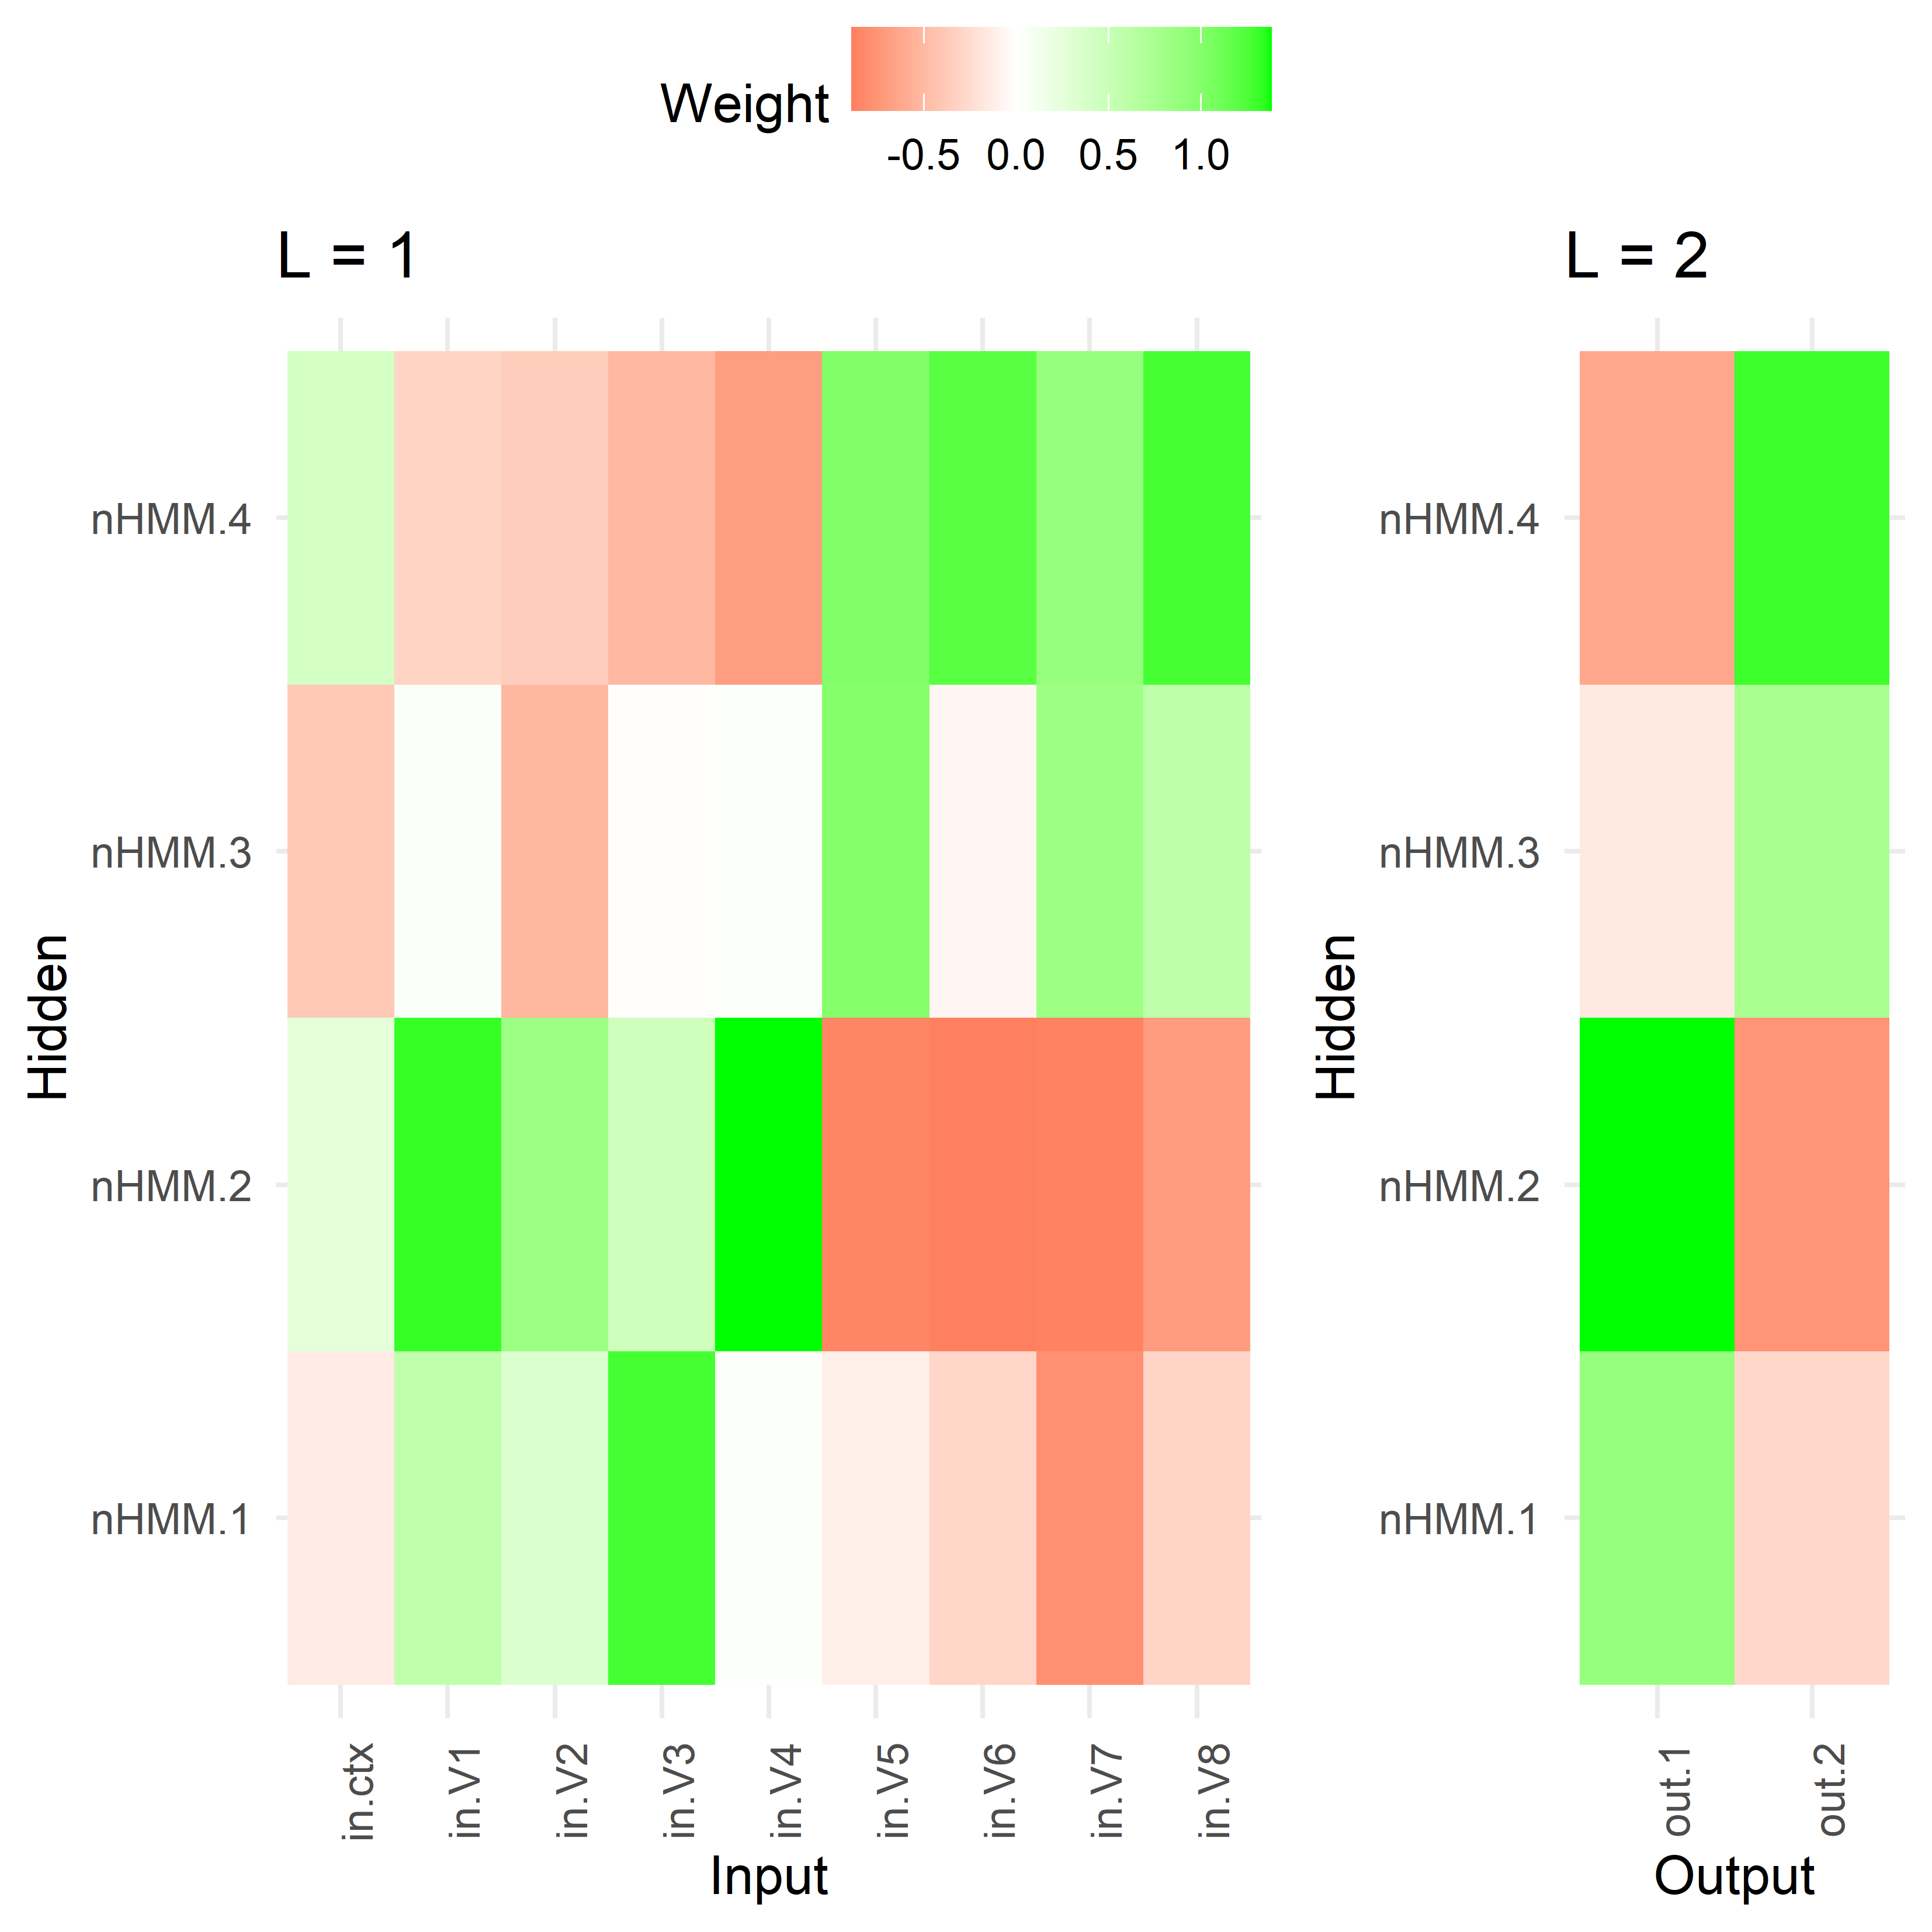 Weight
-0.5 0.0 0.5 1.0
L = 1
nHMM.4
nHMM.3
nHMM.2
nHMM.1
Hidden
in.ctx in.V1 in.V2 in.V3 in.V4 in.V5 in.V6 in.V7 in.V8
Input
L = 2
nHMM.4
nHMM.3
nHMM.2
nHMM.1
Hidden
out.1 out.2
Output